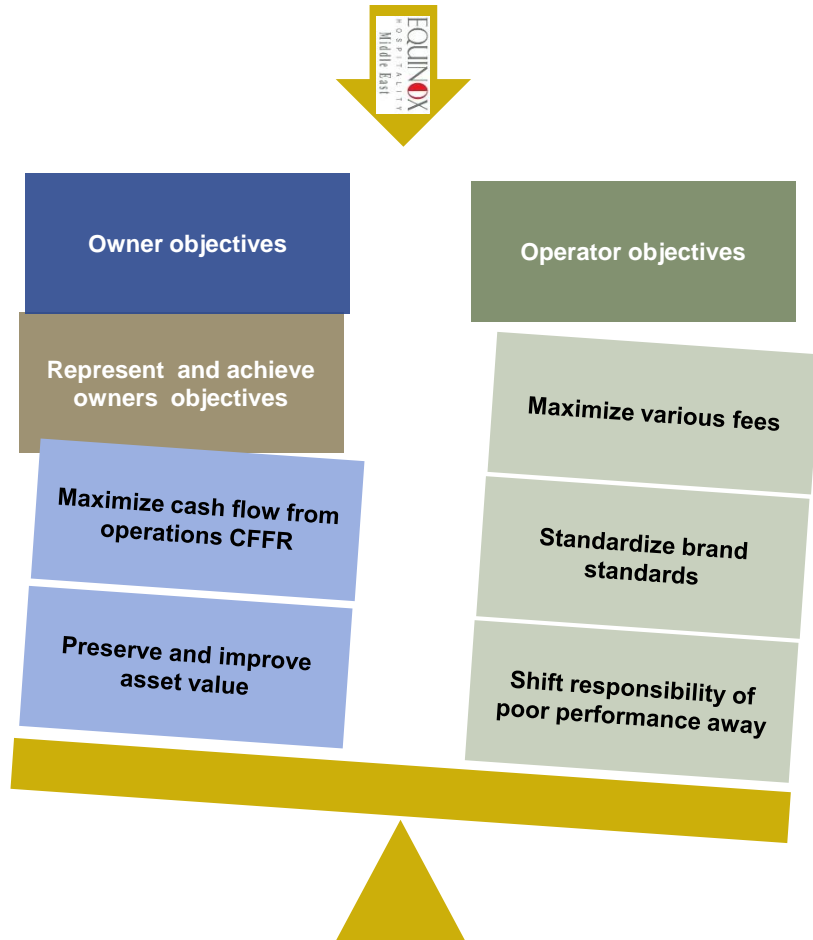 EQUINOX
HOSPITALITY
Middle East
Owner objectives
Operator objectives
Represent and achieve
owners objectives
Maximize various fees
Maximize cash flow from
operations CFFR
Standardize brand
standards
Preserve and improve
asset value
Shift responsibility of
poor performance away